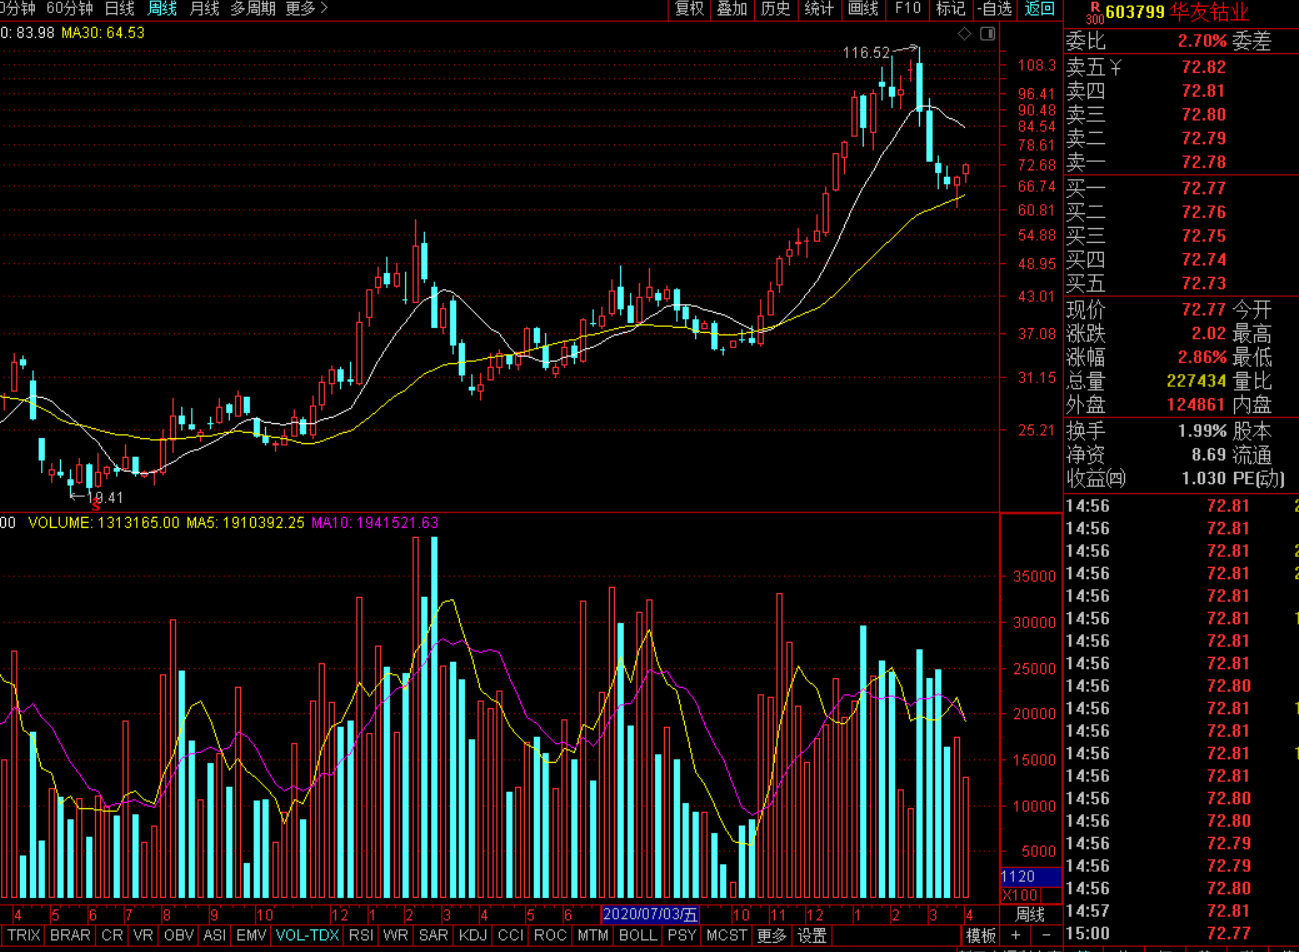 0分钟 60分钟 日线 周线 月线 多周期 更多>
复权 叠加 历史 统计 画线 F10 标记 -自选 返回
R
300 603799 华友钴业
0: 83.98 MA30: 64.53
116.52
19.41
S
108.3
96.41
90.48
84.54
78.61
72.68
66.74
60.81
54.88
48.95
43.01
37.08
31.15
25.21
00 VOLUME: 1313165.00 MA5: 1910392.25 MA10: 1941521.63
35000
30000
25000
20000
15000
10000
5000
1120
X100
4 5 6 7 8 9 10 12 1 2 3 4 5 6 2020/07/03/五 10 11 12 1 2 3 4 周线
TRIX BRAR CR VR OBV ASI EMV VOL-TDX RSI WR SAR KDJ CCI ROC MTM BOLL PSY MCST 更多 设置 模板 + -
委比 2.70% 委差
卖五¥ 72.82
卖四 72.81
卖三 72.80
卖二 72.79
卖一 72.78
买一 72.77
买二 72.76
买三 72.75
买四 72.74
买五 72.73
现价 72.77 今开
涨跌 2.02 最高
涨幅 2.86% 最低
总量 227434 量比
外盘 124861 内盘
换手 1.99% 股本
净资 8.69 流通
收益㈣ 1.030 PE(动)
14:56 72.81
14:56 72.81
14:56 72.81
14:56 72.81
14:56 72.81
14:56 72.81
14:56 72.81
14:56 72.81
14:56 72.80
14:56 72.81
14:56 72.81
14:56 72.81
14:56 72.81
14:56 72.80
14:56 72.80
14:56 72.79
14:56 72.79
14:56 72.80
14:57 72.81
15:00 72.77